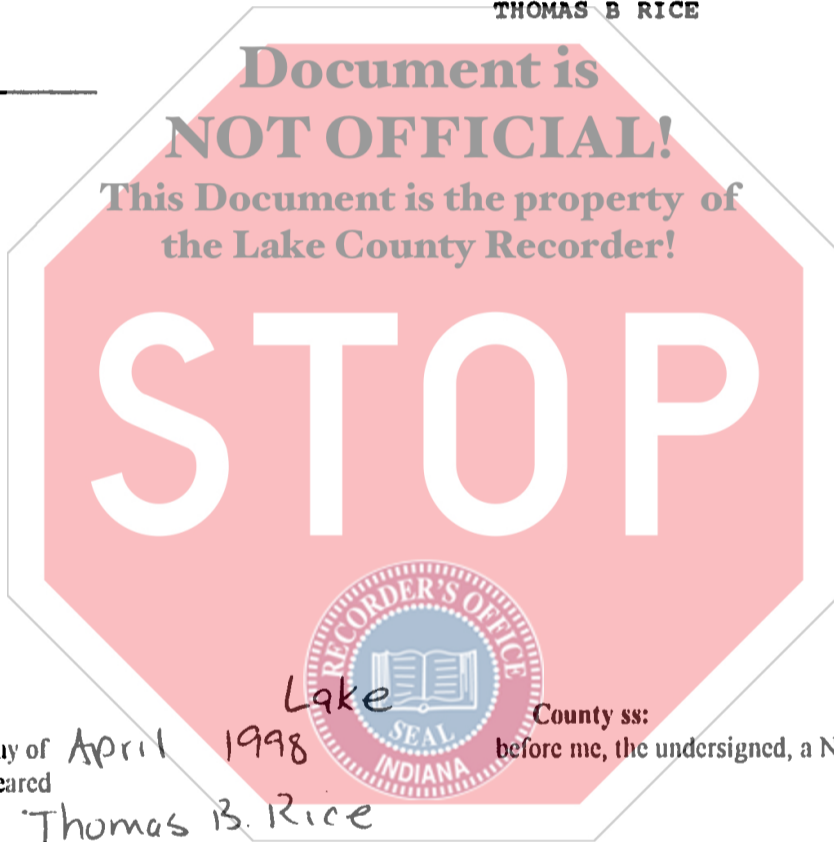 THOMAS B RICE
Document is
NOT OFFICIAL!
This Document is the property of
the Lake County Recorder!
STOP
RECORDER'S OFFICE
SEAL
INDIANA
Lake County ss:
of April 1998 before me, the undersigned, a
Thomas B. Rice